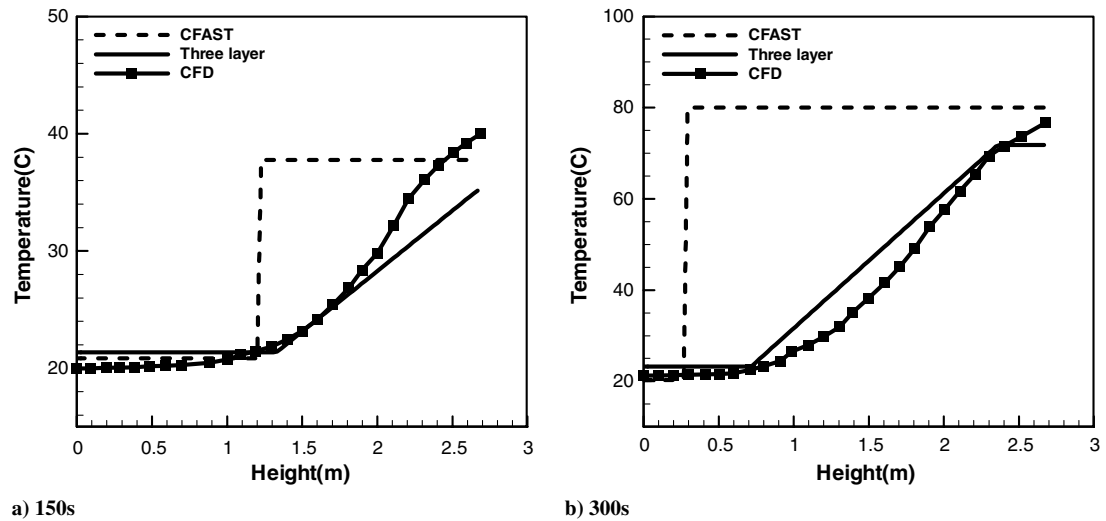 50
40
30
20
0
0.5
1
1.5
2
2.5
3
Temperature(C)
Height(m)
CFAST
Three layer
CFD
a) 150s
100
80
60
40
20
0
0.5
1
1.5
2
2.5
3
Temperature(C)
Height(m)
CFAST
Three layer
CFD
b) 300s